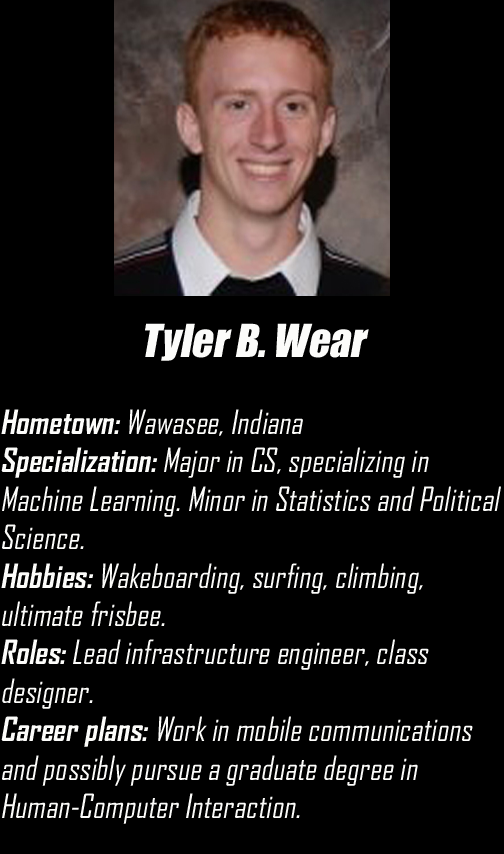 Tyler B. Wear
Hometown: Wawasee, Indiana
Specialization: Major in CS, specializing in
Machine Learning. Minor in Statistics and Political
Science.
Hobbies: Wakeboarding, surfing, climbing,
ultimate frisbee.
Roles: Lead infrastructure engineer, class
designer.
Career plans: Work in mobile communications
and possibly pursue a graduate degree in
Human-Computer Interaction.